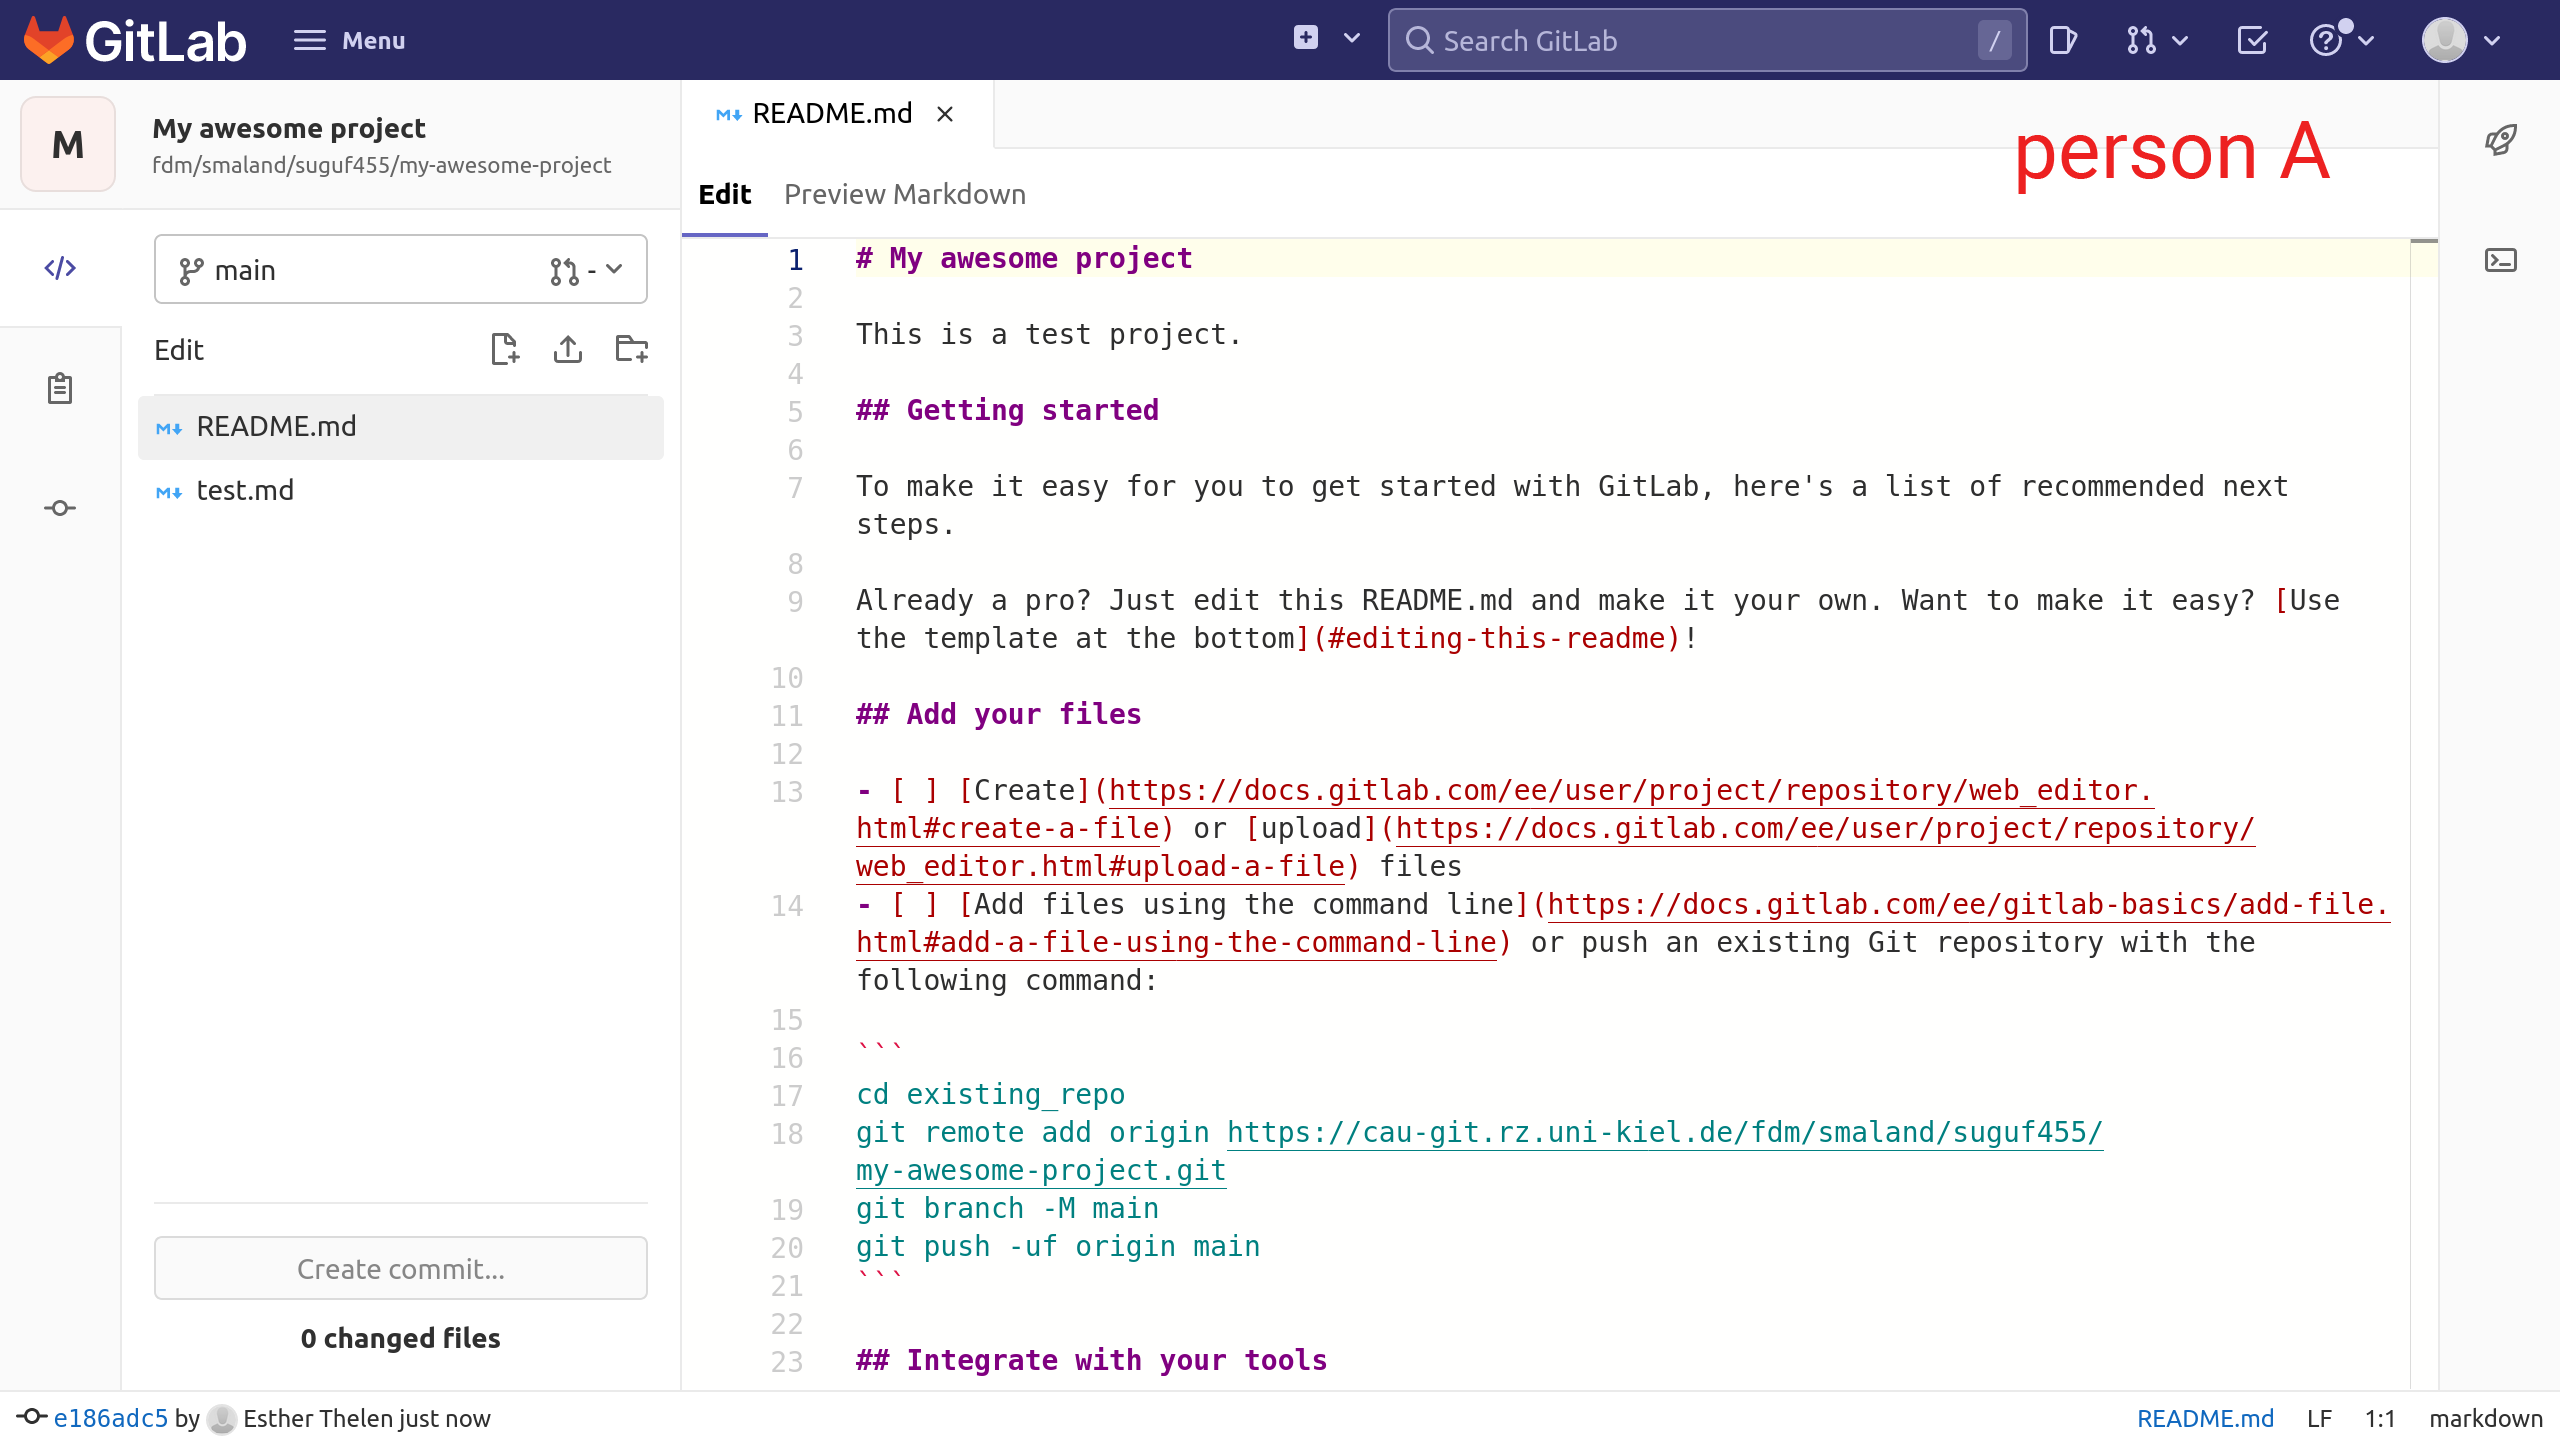 GitLab Menu Search GitLab /
M My awesome project
fdm/smaland/suguf455/my-awesome-project
README.md
person A
Edit Preview Markdown
main -
Edit
README.md
test.md
Create commit...
0 changed files
1 # My awesome project
2
3 This is a test project.
4
5 ## Getting started
6
7 To make it easy for you to get started with GitLab, here's a list of recommended next
steps.
8
9 Already a pro? Just edit this README.md and make it your own. Want to make it easy? [Use
the template at the bottom](#editing-this-readme)!
10
11 ## Add your files
12
13 - [ ] [Create](https://docs.gitlab.com/ee/user/project/repository/web_editor.
html#create-a-file) or [upload](https://docs.gitlab.com/ee/user/project/repository/
web_editor.html#upload-a-file) files
14 - [ ] [Add files using the command line](https://docs.gitlab.com/ee/gitlab-basics/add-file.
html#add-a-file-using-the-command-line) or push an existing Git repository with the
following command:
15
16 ```
17 cd existing_repo
18 git remote add origin https://cau-git.rz.uni-kiel.de/fdm/smaland/suguf455/
my-awesome-project.git
19 git branch -M main
20 git push -uf origin main
21 ```
22
23 ## Integrate with your tools
e186adc5 by Esther Thelen just now
README.md LF 1:1 markdown